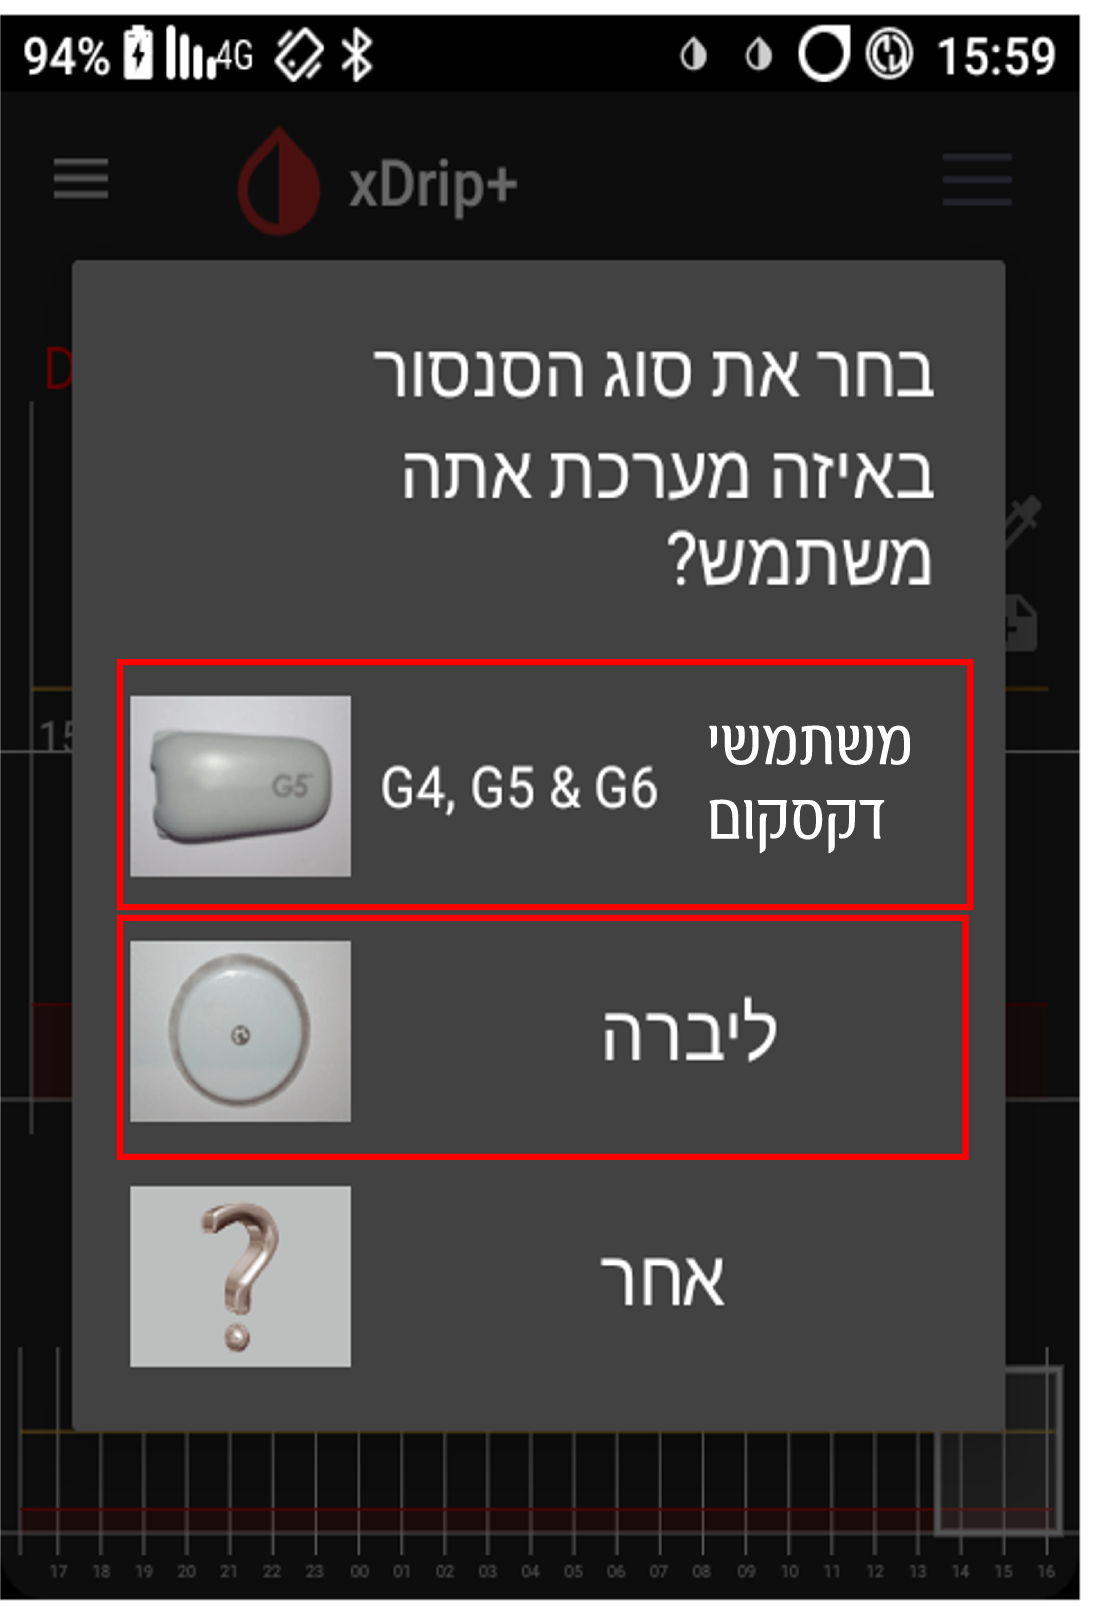 94% 4G 15:59
xDrip+
D
בחר את סוג הסנסור
באיזה מערכת אתה
משתמש?
15
משתמשי
דקסקום
G4, G5 & G6
G5
ליברה
אחר
17 18 19 20 21 22 23 00 01 02 03 04 05 06 07 08 09 10 11 12 13 14 15 16